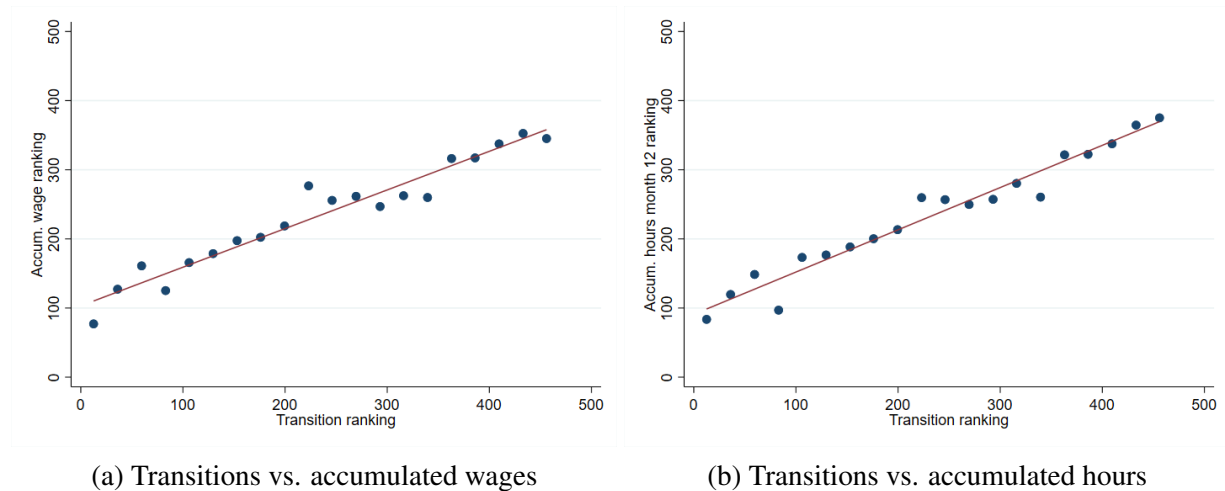 500
400
300
200
100
0
Accum. wage ranking
0 100 200 300 400 500
Transition ranking
(a) Transitions vs. accumulated wages
500
400
300
200
100
0
Accum. hours month 12 ranking
0 100 200 300 400 500
Transition ranking
(b) Transitions vs. accumulated hours